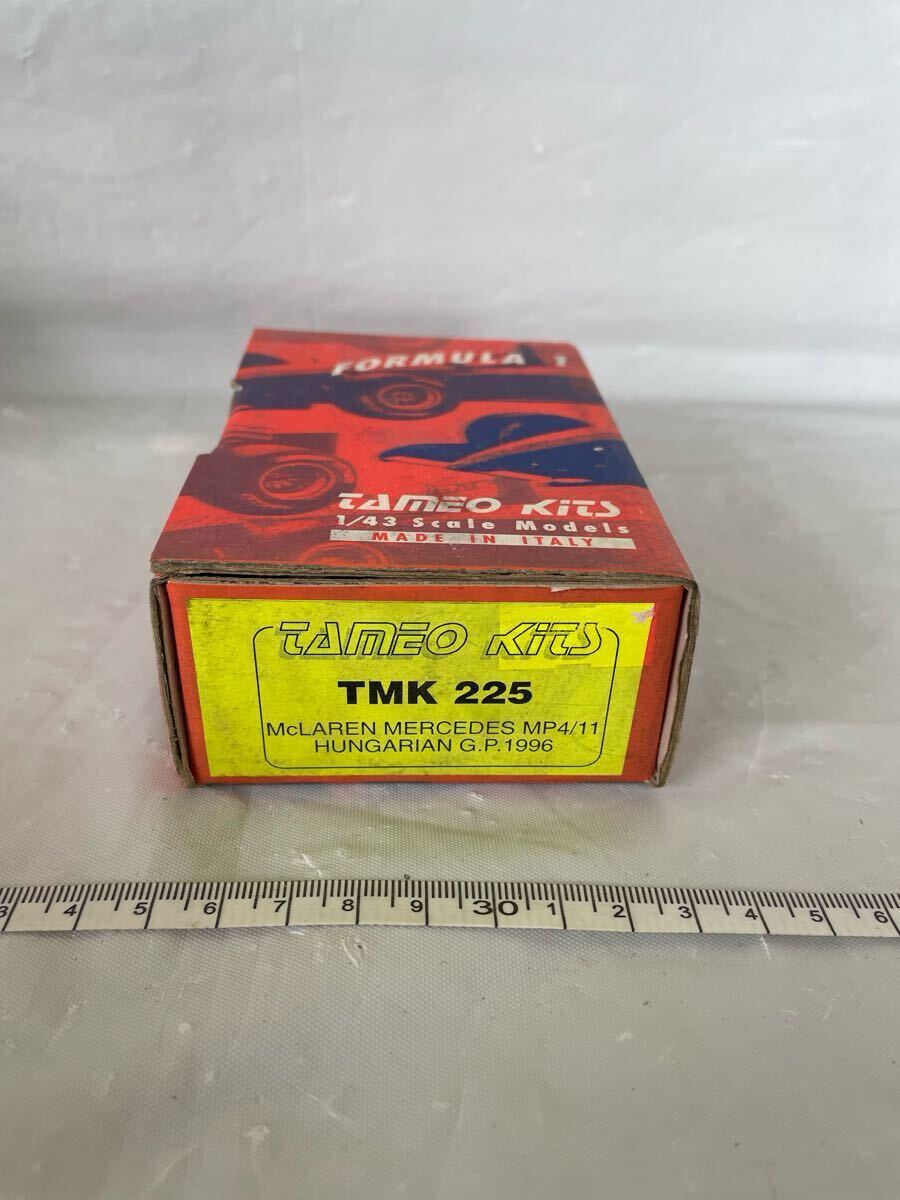 FORMULA 1
TAMEO KiTS
1/43 Scale Models
MADE IN ITALY
TAMEO KiTS
TMK 225
McLAREN MERCEDES MP4/11
HUNGARIAN G.P.1996
3 4 5 6 7 8 9 30 1 2 3 4 5 6